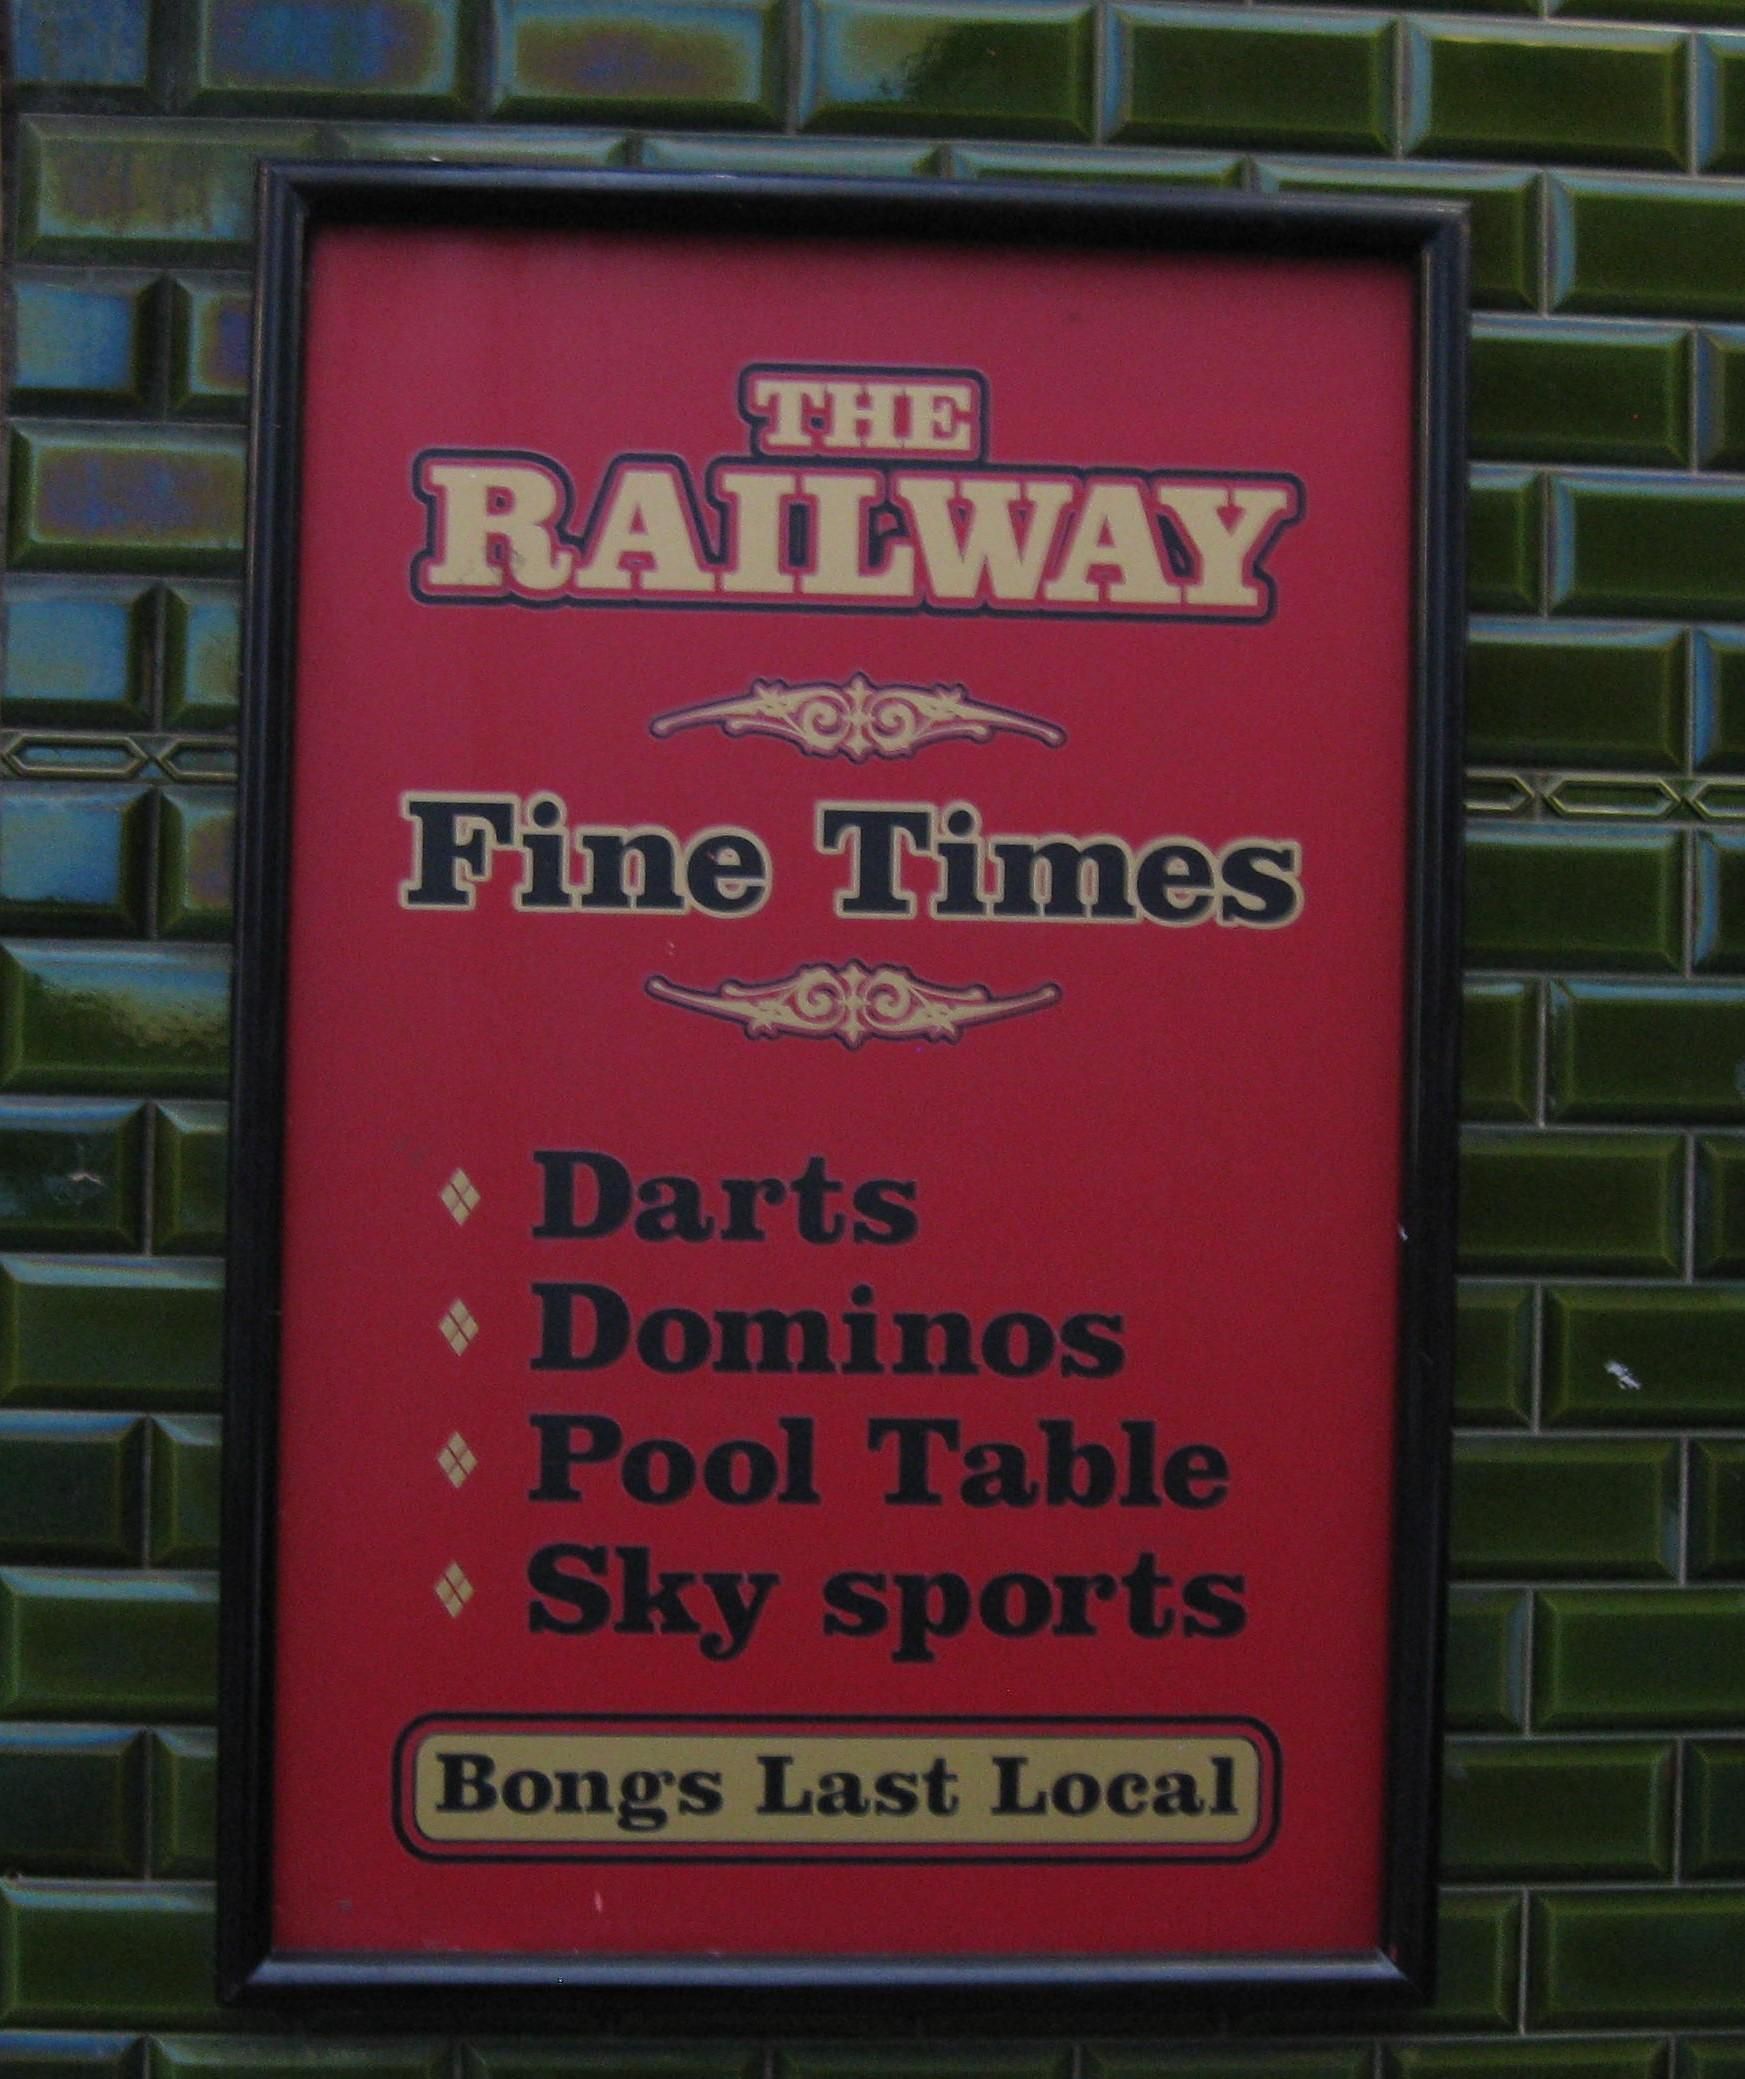 THE
RAILWAY
Fine Times
Darts
Dominos
Pool Table
Sky sports
Bongs Last Local